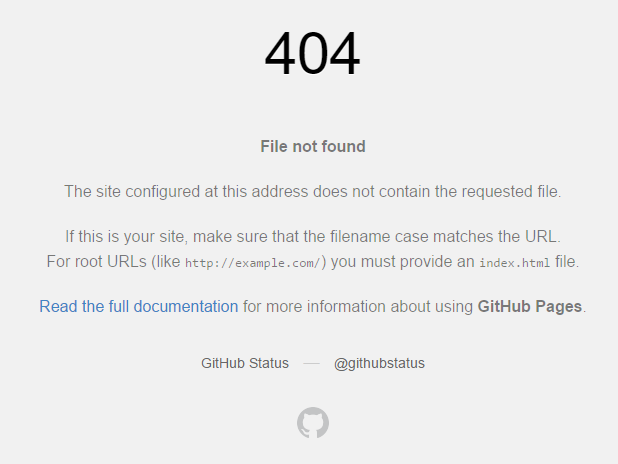 404
File not found
The site configured at this address does not contain the requested file.
If this is your site, make sure that the filename case matches the URL.
For root URLs (like http://example.com/) you must provide an index.html file.
Read the full documentation for more information about using GitHub Pages.
GitHub Status — @githubstatus